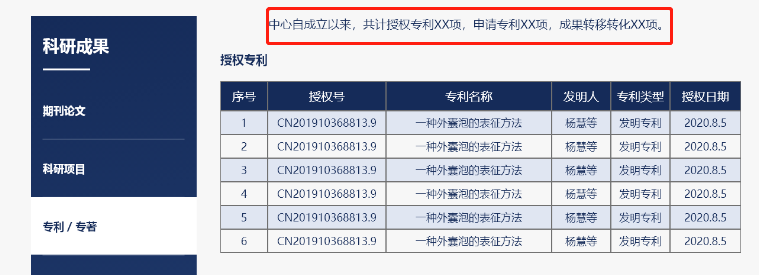 中心自成立以来，共计授权专利XX项，申请专利XX项，成果转移转化XX项。
科研成果
期刊论文
科研项目
专利 / 专著
授权专利
序号 授权号 专利名称 发明人 专利类型 授权日期
1 CN201910368813.9 一种外囊泡的表征方法 杨慧等 发明专利 2020.8.5
2 CN201910368813.9 一种外囊泡的表征方法 杨慧等 发明专利 2020.8.5
3 CN201910368813.9 一种外囊泡的表征方法 杨慧等 发明专利 2020.8.5
4 CN201910368813.9 一种外囊泡的表征方法 杨慧等 发明专利 2020.8.5
5 CN201910368813.9 一种外囊泡的表征方法 杨慧等 发明专利 2020.8.5
6 CN201910368813.9 一种外囊泡的表征方法 杨慧等 发明专利 2020.8.5